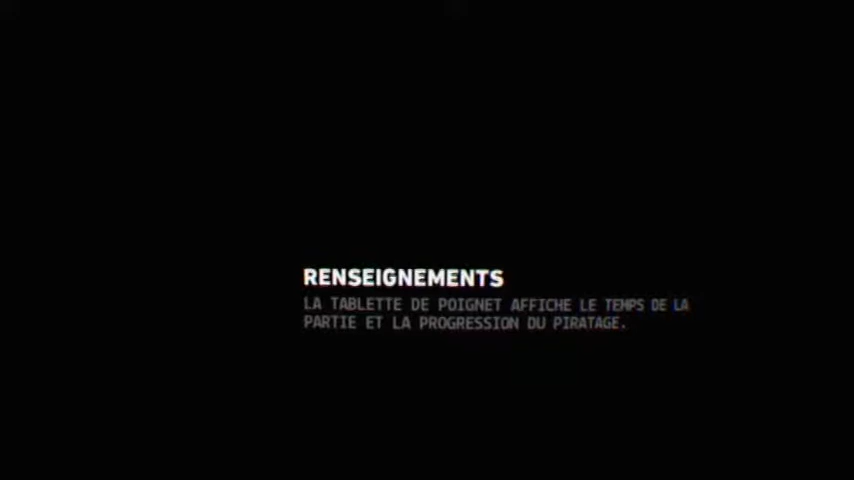 RENSEIGNEMENTS
LA TABLETTE DE POIGNET AFFICHE LE TEMPS DE LA
PARTIE ET LA PROGRESSION DU PIRATAGE.